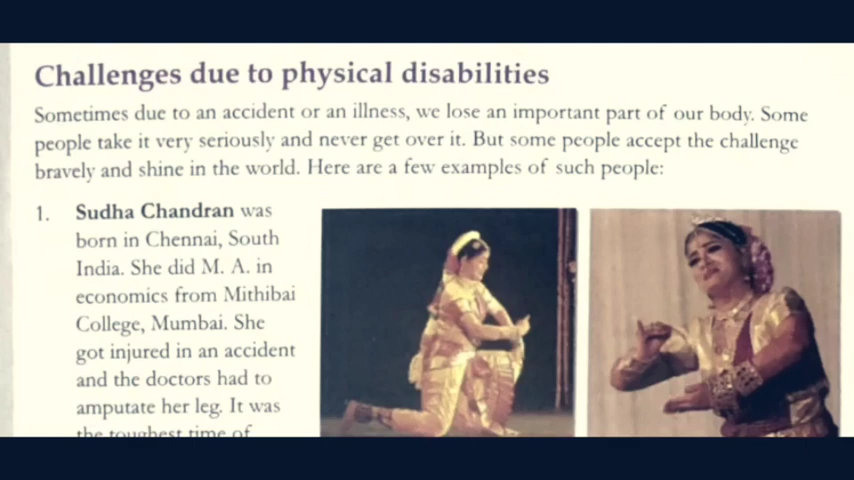 Challenges due to physical disabilities
Sometimes due to an accident or an illness, we lose an important part of our body. Some
people take it very seriously and never get over it. But some people accept the challenge
bravely and shine in the world. Here are a few examples of such people:
1. Sudha Chandran was
born in Chennai, South
India. She did M. A. in
economics from Mithibai
College, Mumbai. She
got injured in an accident
and the doctors had to
amputate her leg. It was
the toughest time of